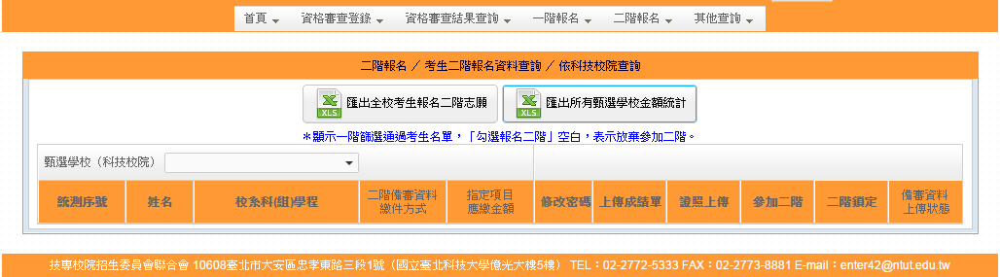 首頁 資格審查登錄 資格審查結果查詢 一階報名 二階報名 其他查詢
二階報名 ／ 考生二階報名資料查詢 ／ 依科技校院查詢
XLS 匯出全校考生報名二階志願 XLS 匯出所有甄選學校金額統計
＊顯示一階篩選通過考生名單，「勾選報名二階」空白，表示放棄參加二階。
甄選學校（科技校院）
統測序號 姓名 校系科(組)學程 二階備審資料 繳件方式 指定項目 應繳金額 修改密碼 上傳成績單 證照上傳 參加二階 二階鎖定 備審資料 上傳狀態
技專校院招生委員會聯合會 10608臺北市大安區忠孝東路三段1號（國立臺北科技大學億光大樓5樓） TEL：02-2772-5333 FAX：02-2773-8881 E-mail：enter42@ntut.edu.tw